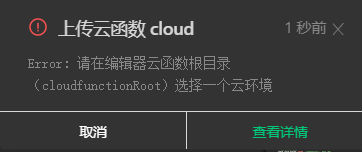 上传云函数 cloud
1 秒前
Error: 请在编辑器云函数根目录
（cloudfunctionRoot）选择一个云环境
取消
查看详情